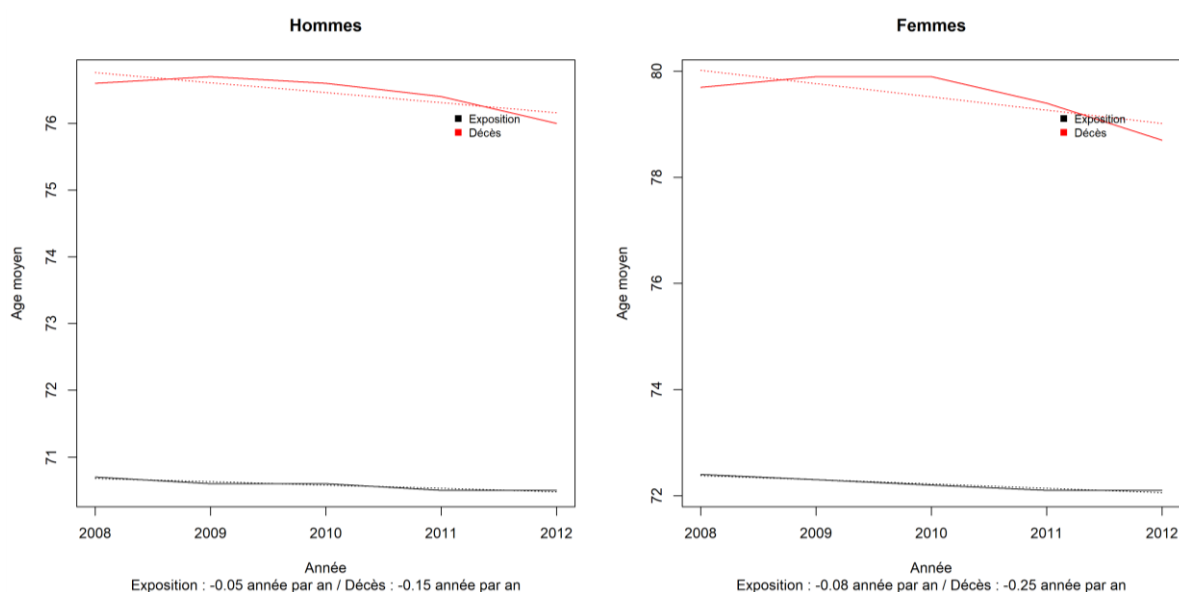 Hommes
Age moyen
76
75
74
73
72
71
Exposition
Décès
2008
2009
2010
2011
2012
Année
Exposition : -0.05 année par an / Décès : -0.15 année par an
Femmes
Age moyen
80
78
76
74
72
Exposition
Décès
2008
2009
2010
2011
2012
Année
Exposition : -0.08 année par an / Décès : -0.25 année par an